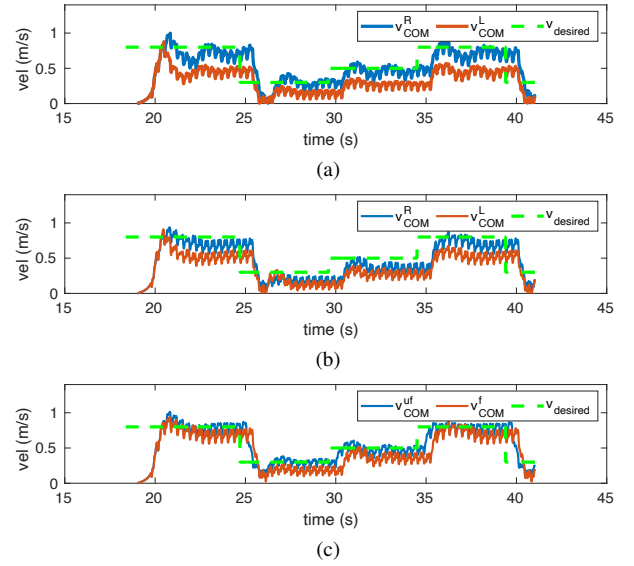 v^R_COM v^L_COM v_desired
vel (m/s)
1
0.5
0
15 20 25 30 35 40 45
time (s)
(a)
v^R_COM v^L_COM v_desired
vel (m/s)
1
0.5
0
15 20 25 30 35 40 45
time (s)
(b)
v^uf_COM v^f_COM v_desired
vel (m/s)
1
0.5
0
15 20 25 30 35 40 45
time (s)
(c)